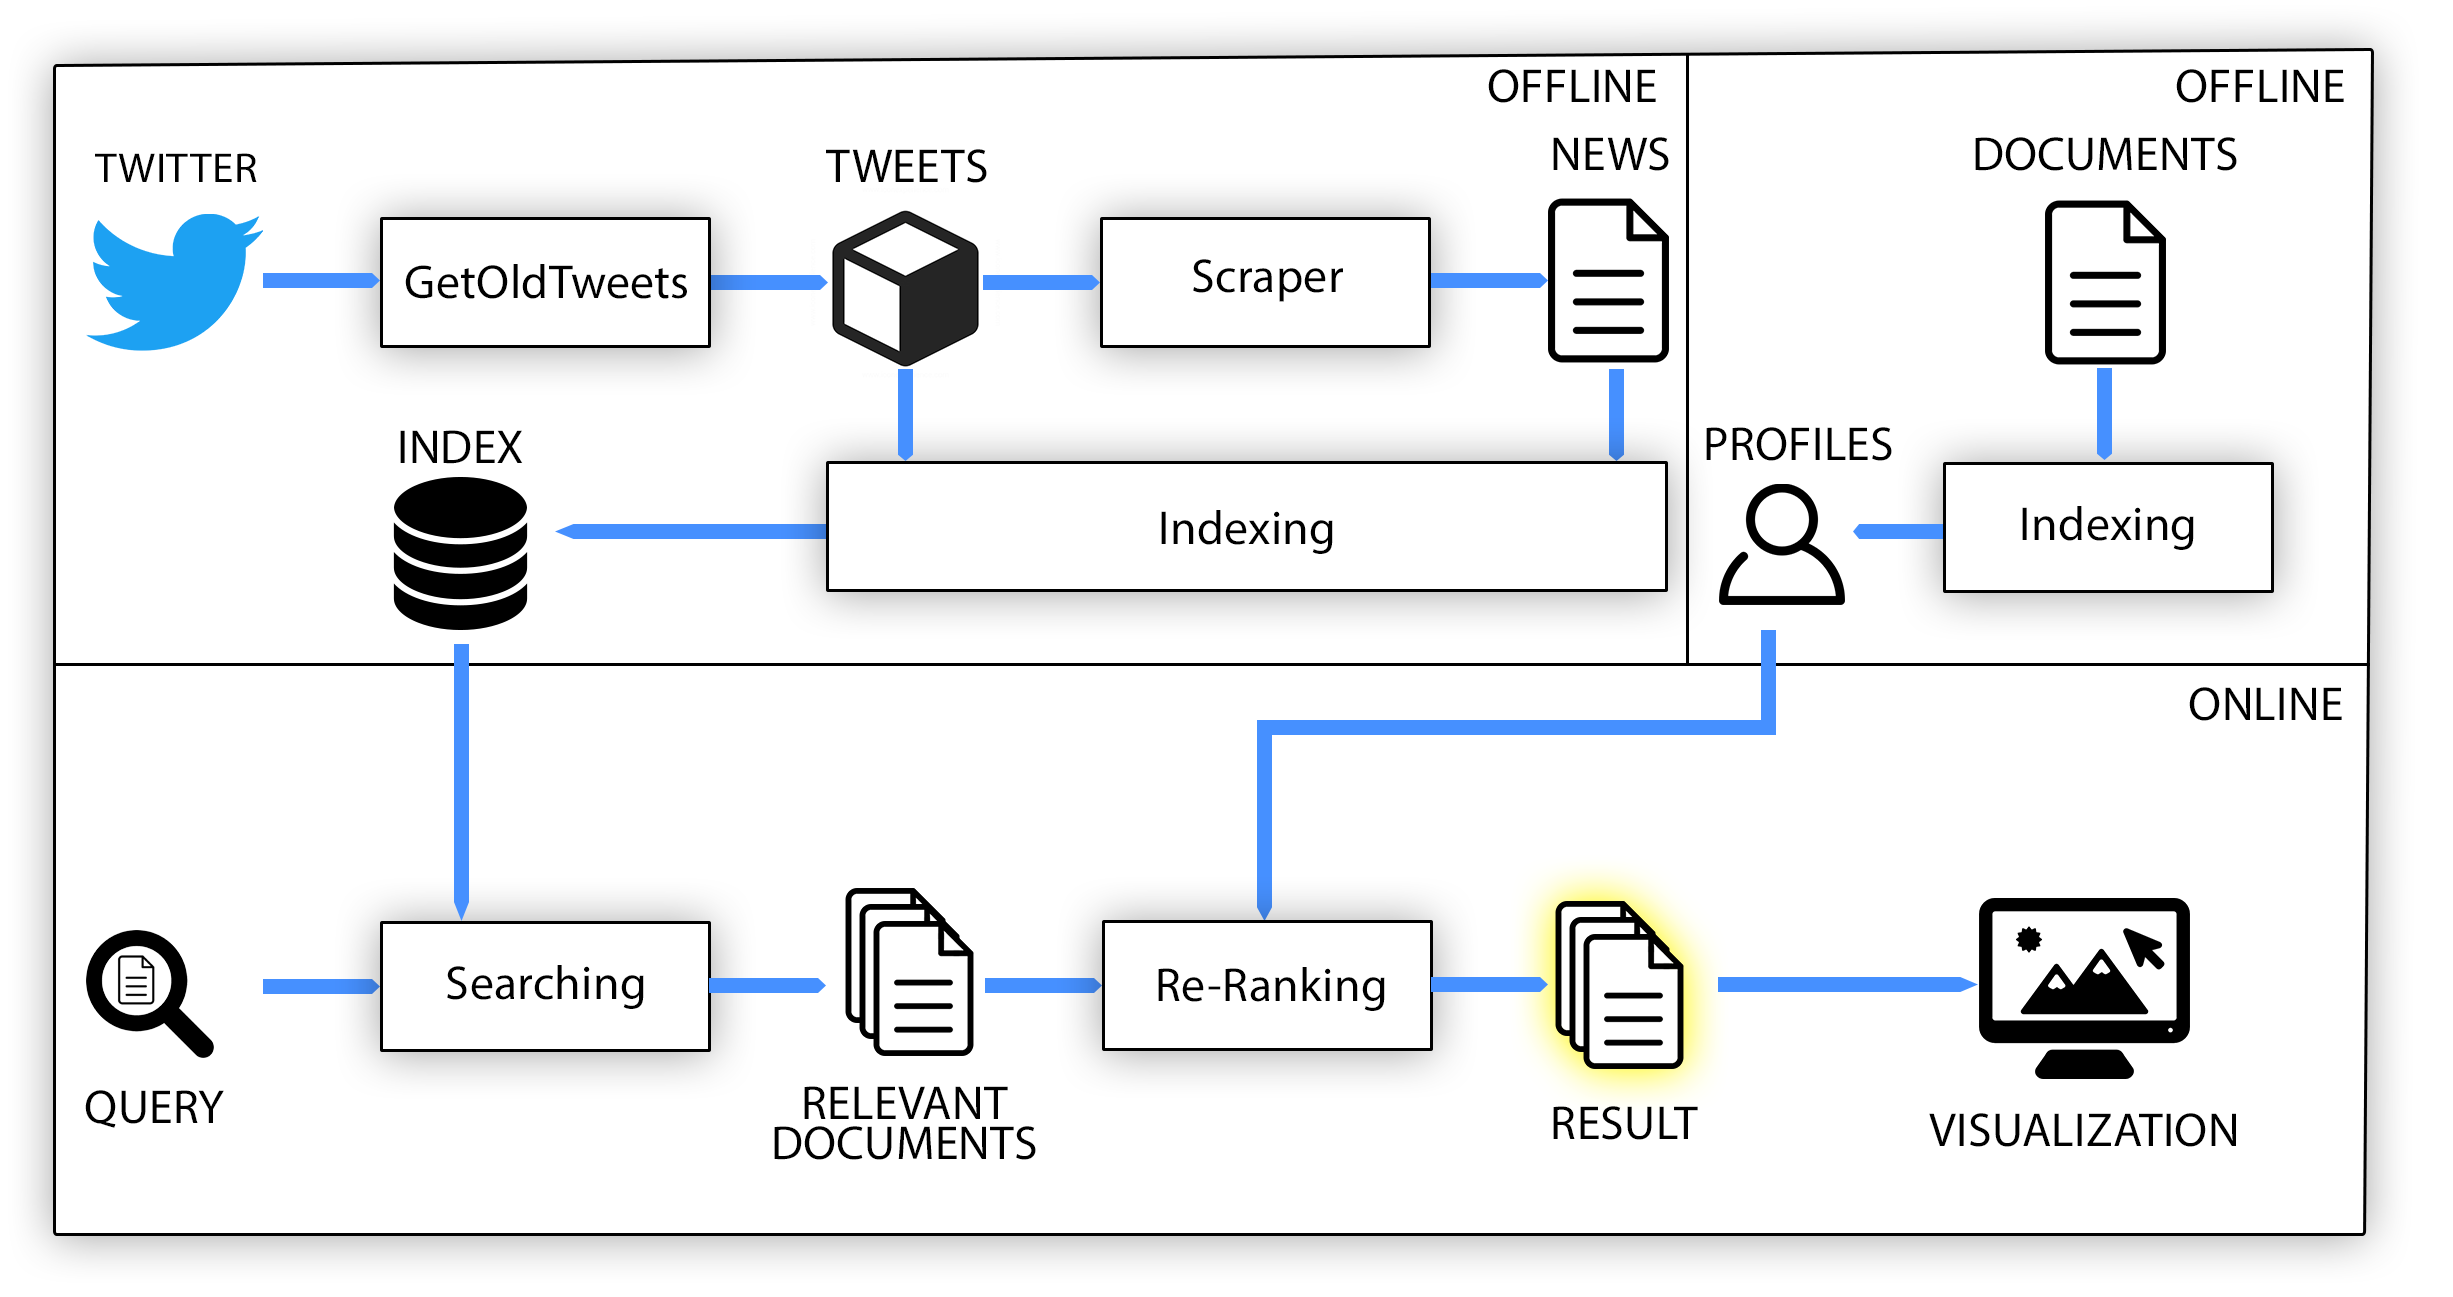 OFFLINE
OFFLINE
TWITTER
TWEETS
NEWS
DOCUMENTS
GetOldTweets
Scraper
INDEX
PROFILES
Indexing
Indexing
ONLINE
Searching
Re-Ranking
QUERY
RELEVANT
DOCUMENTS
RESULT
VISUALIZATION